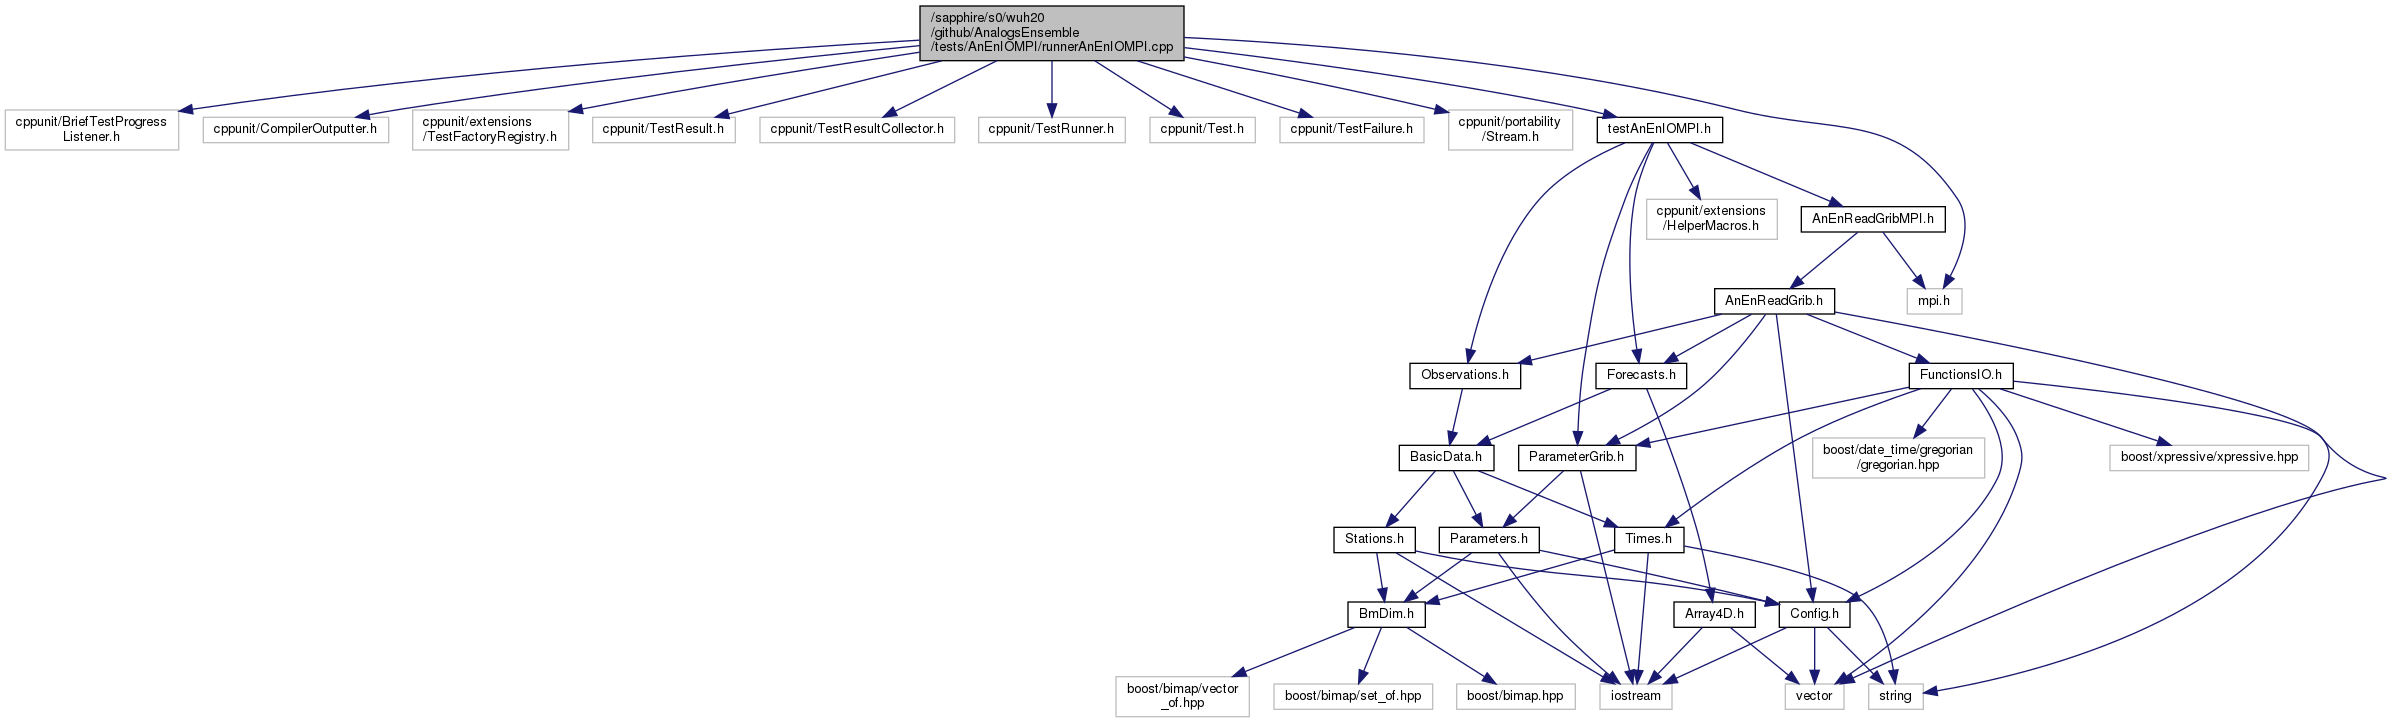 /sapphire/s0/wuh20
/github/AnalogsEnsemble
/tests/AnEnIOMPI/runnerAnEnIOMPI.cpp
cppunit/BriefTestProgress
Listener.h
cppunit/CompilerOutputter.h
cppunit/extensions
/TestFactoryRegistry.h
cppunit/TestResult.h
cppunit/TestResultCollector.h
cppunit/TestRunner.h
cppunit/Test.h
cppunit/TestFailure.h
cppunit/portability
/Stream.h
testAnEnIOMPI.h
cppunit/extensions
/HelperMacros.h
AnEnReadGribMPI.h
AnEnReadGrib.h
mpi.h
Observations.h
Forecasts.h
FunctionsIO.h
BasicData.h
ParameterGrib.h
boost/date_time/gregorian
/gregorian.hpp
boost/xpressive/xpressive.hpp
Stations.h
Parameters.h
Times.h
BmDim.h
Array4D.h
Config.h
boost/bimap/vector
_of.hpp
boost/bimap/set_of.hpp
boost/bimap.hpp
iostream
vector
string